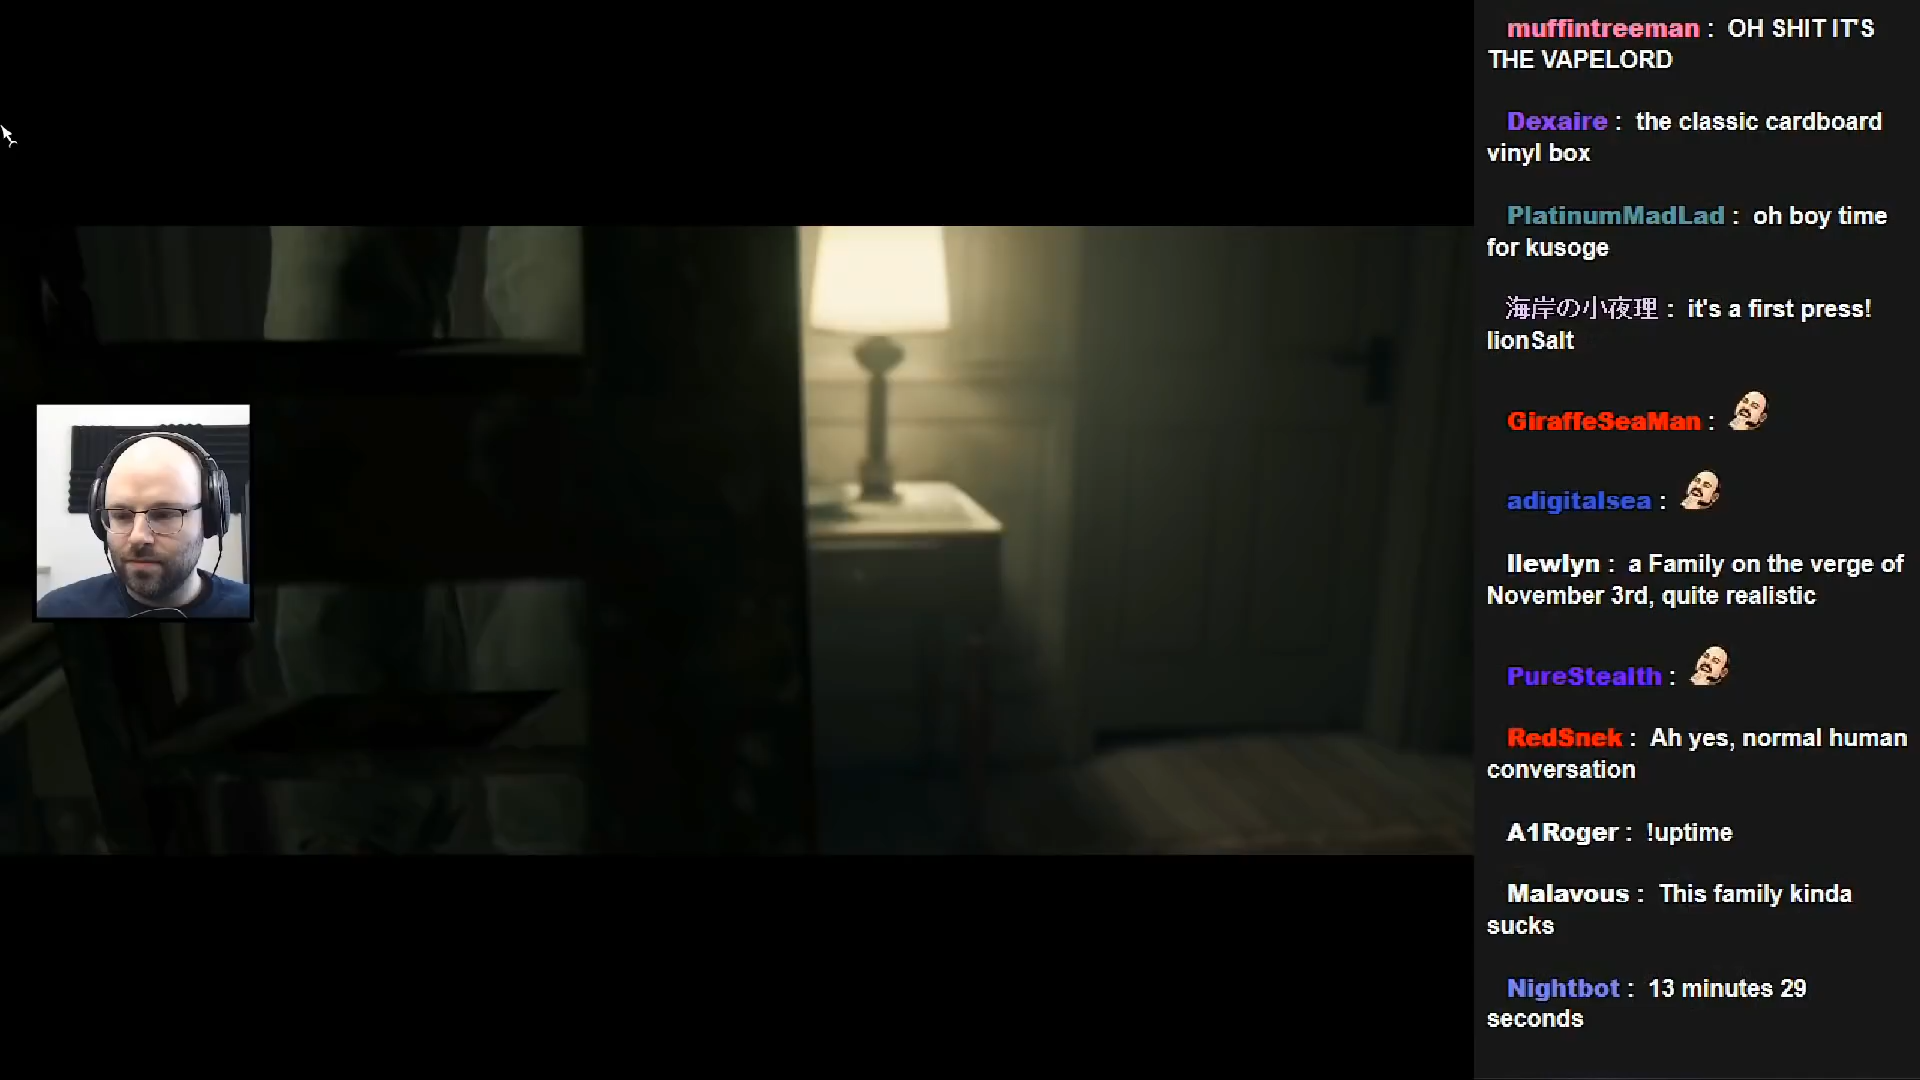 muffintreeman : OH SHIT IT'S
THE VAPELORD
Dexaire : the classic cardboard
vinyl box
PlatinumMadLad : oh boy time
for kusoge
海岸の小夜理 : it's a first press!
lionSalt
GiraffeSeaMan :
adigitalsea :
llewlyn : a Family on the verge of
November 3rd, quite realistic
PureStealth :
RedSnek : Ah yes, normal human
conversation
A1Roger : !uptime
Malavous : This family kinda
sucks
Nightbot : 13 minutes 29
seconds